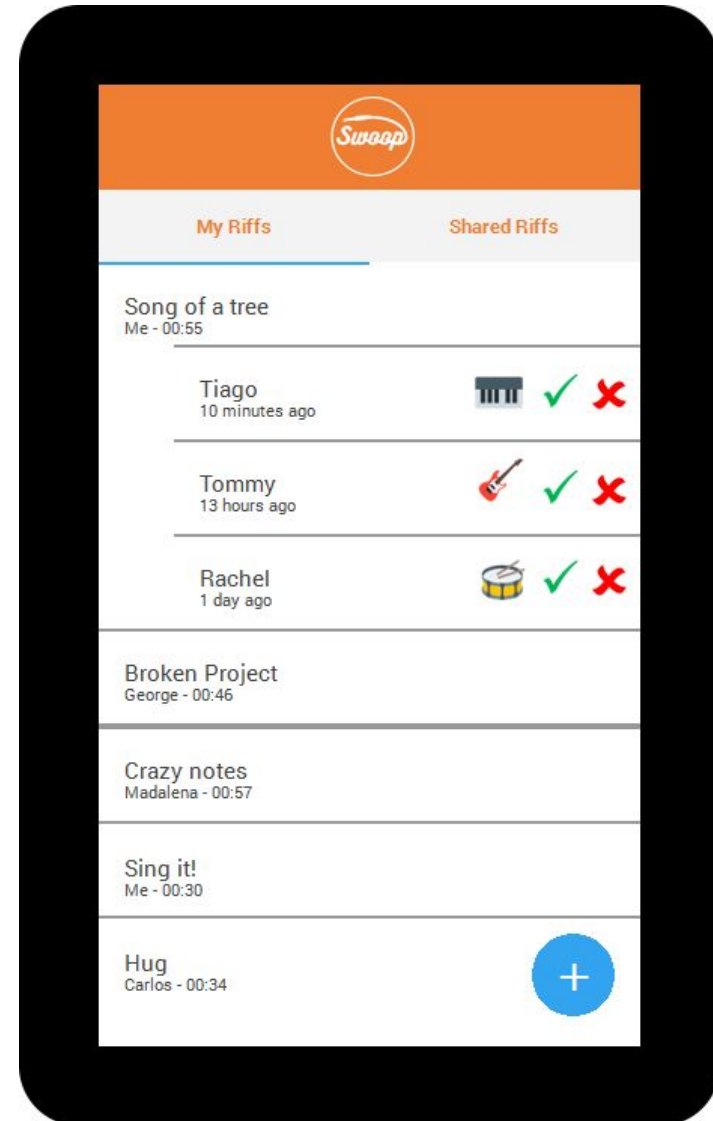 Swoop
My Riffs
Shared Riffs
Song of a tree
Me - 00:55
Tiago
10 minutes ago
Tommy
13 hours ago
Rachel
1 day ago
Broken Project
George - 00:46
Crazy notes
Madalena - 00:57
Sing it!
Me - 00:30
Hug
Carlos - 00:34
+